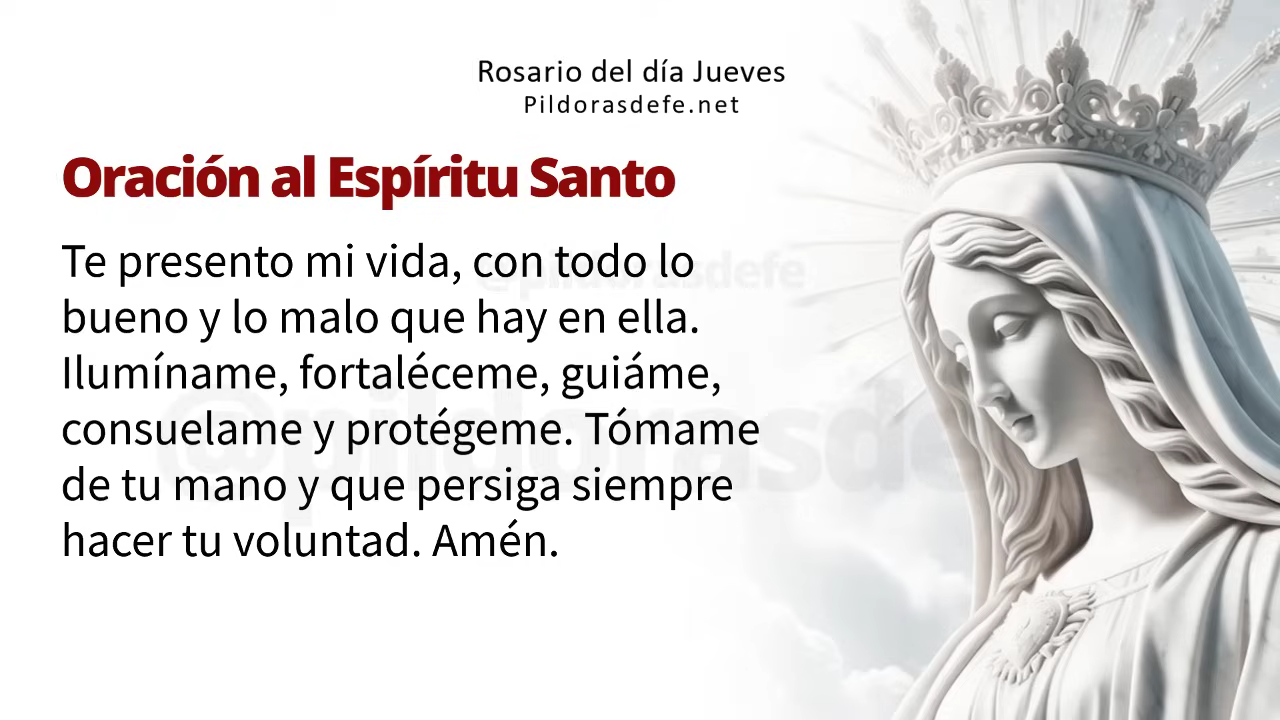 Rosario del día Jueves
Pildorasdefe.net
Oración al Espíritu Santo
Te presento mi vida, con todo lo
bueno y lo malo que hay en ella.
Ilumíname, fortaléceme, guiáme,
consuelame y protégeme. Tómame
de tu mano y que persiga siempre
hacer tu voluntad. Amén.
@pildorasdefe
@pildorasde